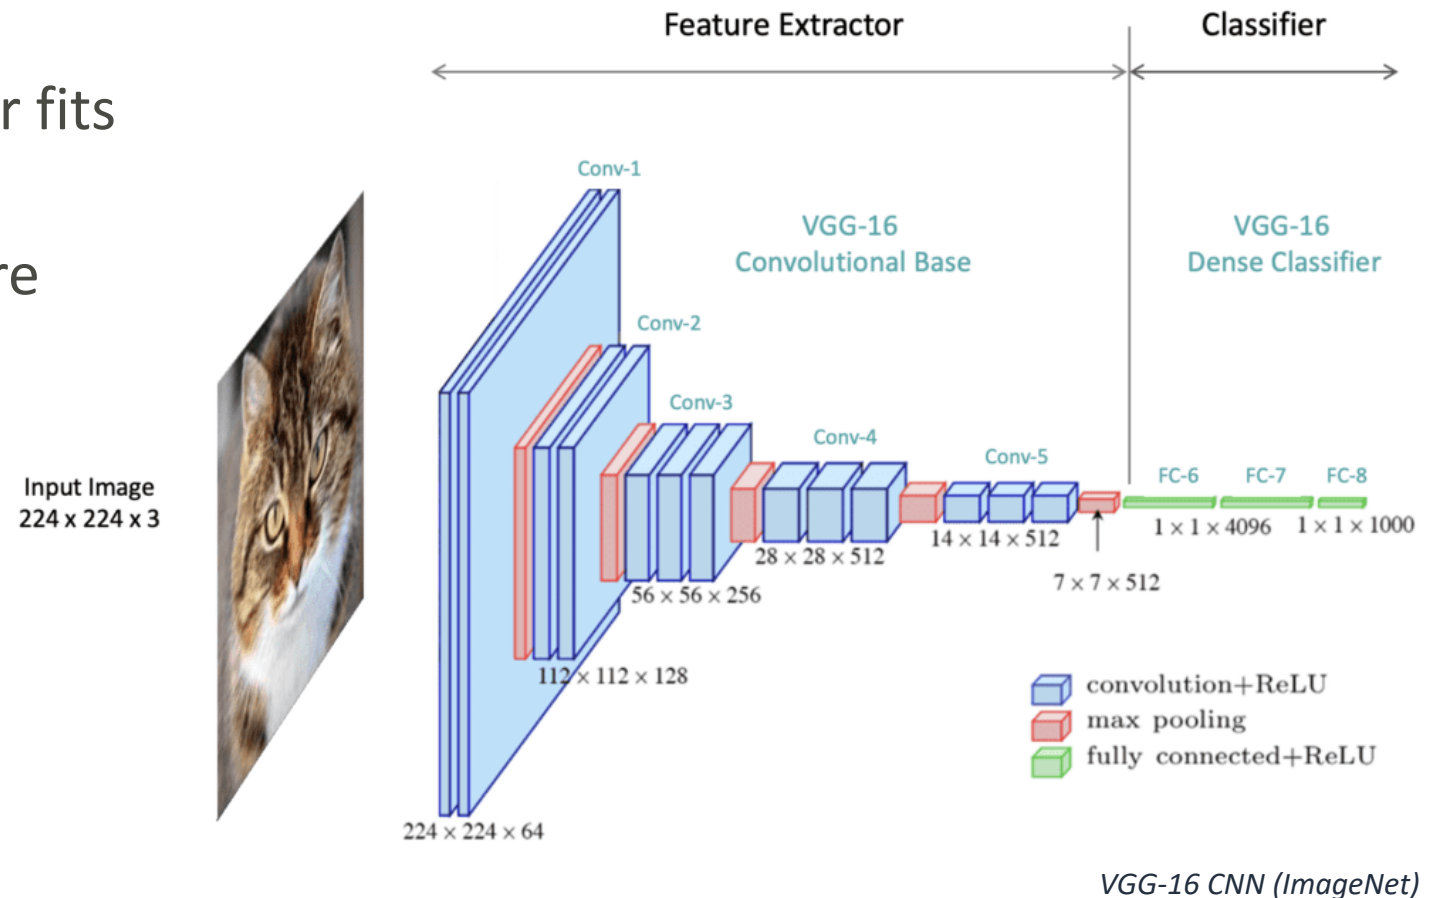 Feature Extractor
Classifier
r fits
re
Conv-1
VGG-16
Convolutional Base
VGG-16
Dense Classifier
Conv-2
Conv-3
Conv-4
Conv-5
FC-6
FC-7
FC-8
Input Image
224 x 224 x 3
1 × 1 × 4096
1 × 1 × 1000
14 × 14 × 512
28 × 28 × 512
7 × 7 × 512
56 × 56 × 256
112 × 112 × 128
224 × 224 × 64
convolution+ReLU
max pooling
fully connected+ReLU
VGG-16 CNN (ImageNet)